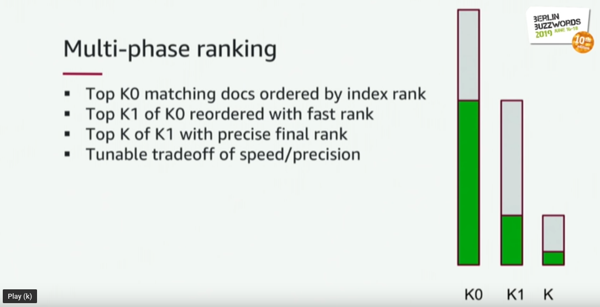 BERLIN
BUZZWORDS
2019
Multi-phase ranking
▪ Top K0 matching docs ordered by index rank
▪ Top K1 of K0 reordered with fast rank
▪ Top K of K1 with precise final rank
▪ Tunable tradeoff of speed/precision
Play (k)
K0 K1 K